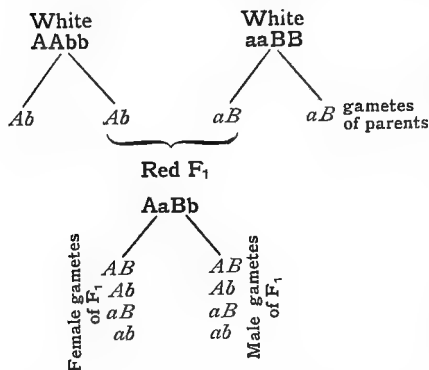 White
AAbb
White
aaBB
Ab
Ab
aB
aB
gametes
of parents
Red F₁
AaBb
Female gametes
of F₁
AB
Ab
aB
ab
AB
Ab
aB
ab
Male gametes
of F₁